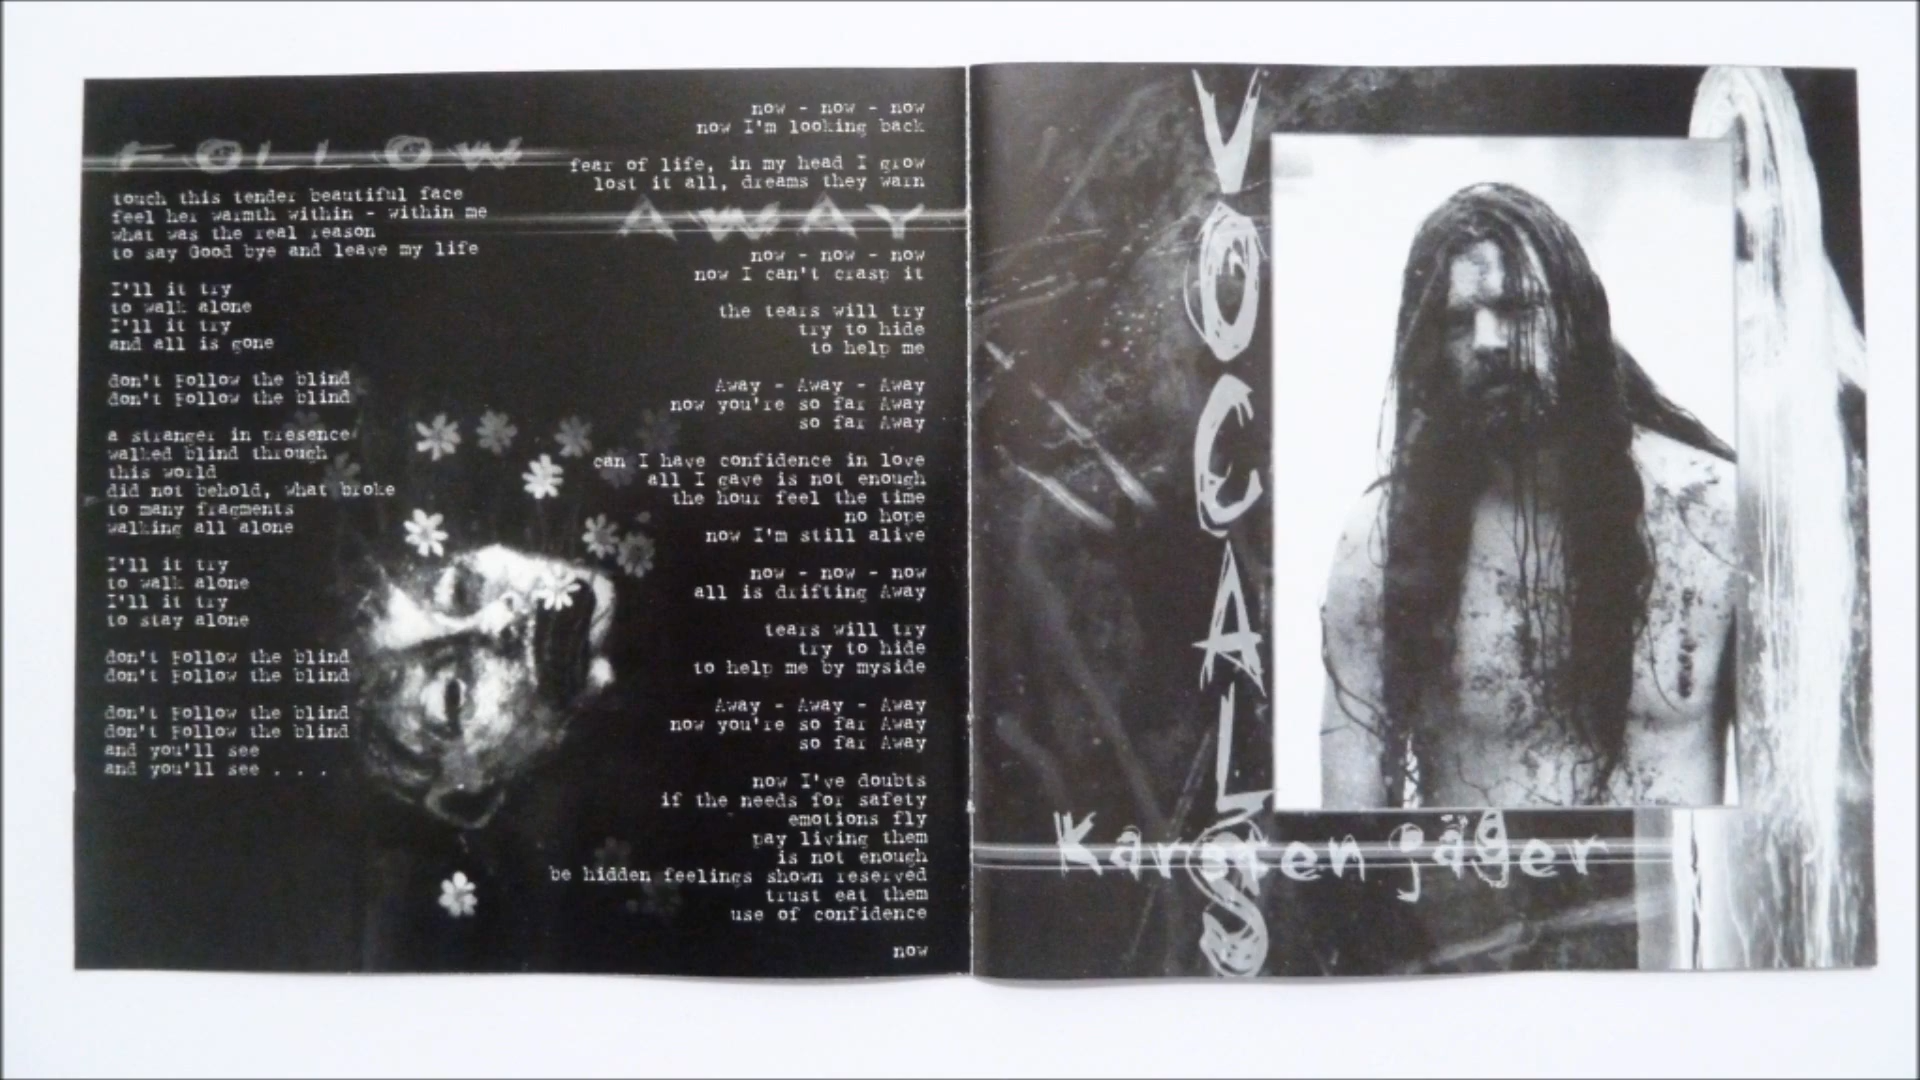 FOLLOW
touch this tender beautiful face
feel her warmth within - within me
what was the real reason
to say Good bye and leave my life
I'll it try
to walk alone
I'll it try
and all is gone
don't Follow the blind
don't Follow the blind
a stranger in presence
walked blind through
this world
did not behold, what broke
to many fragments
walking all alone
I'll it try
to walk alone
I'll it try
to stay alone
don't Follow the blind
don't Follow the blind
don't Follow the blind
don't Follow the blind
and you'll see
and you'll see . . .
now - now - now
now I'm looking back
fear of life, in my head I grow
lost it all, dreams they warn
AWAY
now - now - now
now I can't crasp it
the tears will try
try to hide
to help me
Away - Away - Away
now you're so far Away
so far Away
can I have confidence in love
all I gave is not enough
the hour feel the time
no hope
now I'm still alive
now - now - now
all is drifting Away
tears will try
try to hide
to help me by myside
Away - Away - Away
now you're so far Away
so far Away
now I've doubts
if the needs for safety
emotions fly
pay living them
is not enough
be hidden feelings shown reserved
trust eat them
use of confidence
now
VOCALS
Karsten jäger